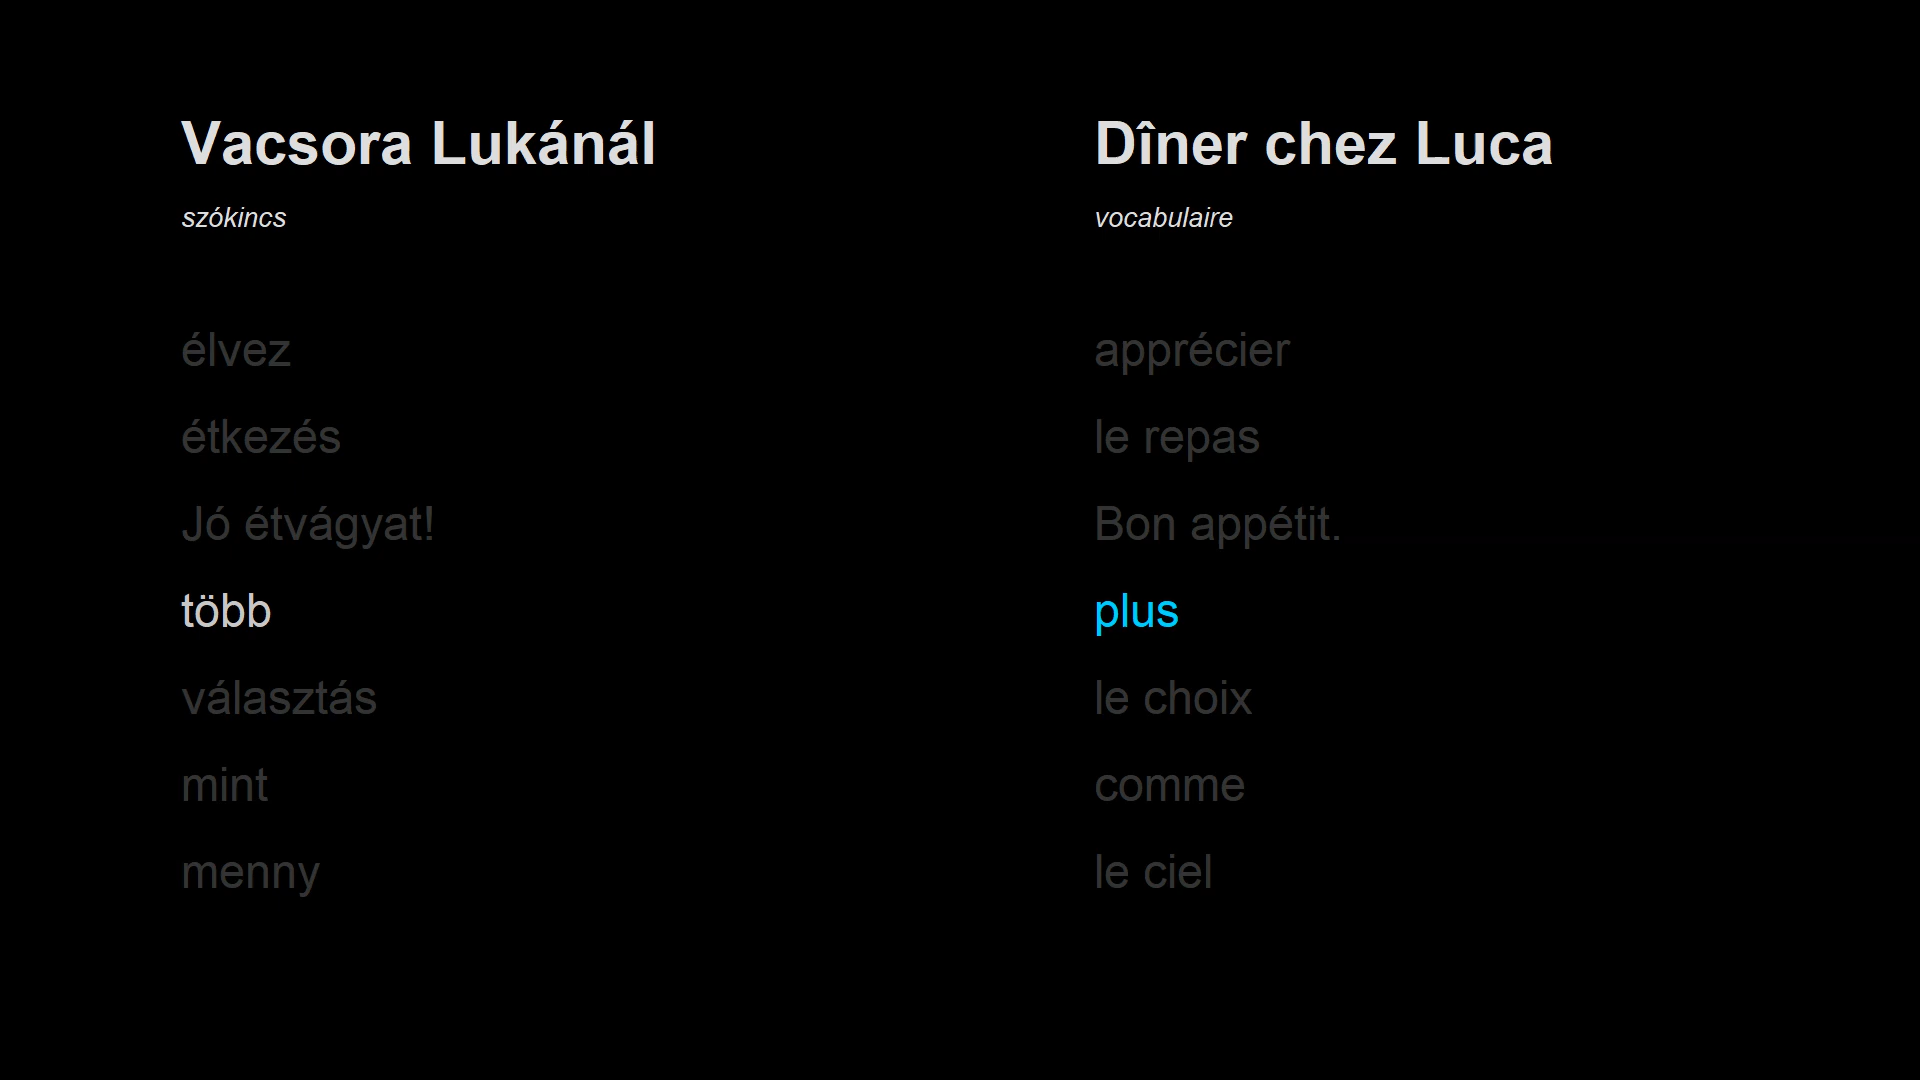 Vacsora Lukánál
szókincs
élvez
étkezés
Jó étvágyat!
több
választás
mint
menny
Dîner chez Luca
vocabulaire
apprécier
le repas
Bon appétit.
plus
le choix
comme
le ciel